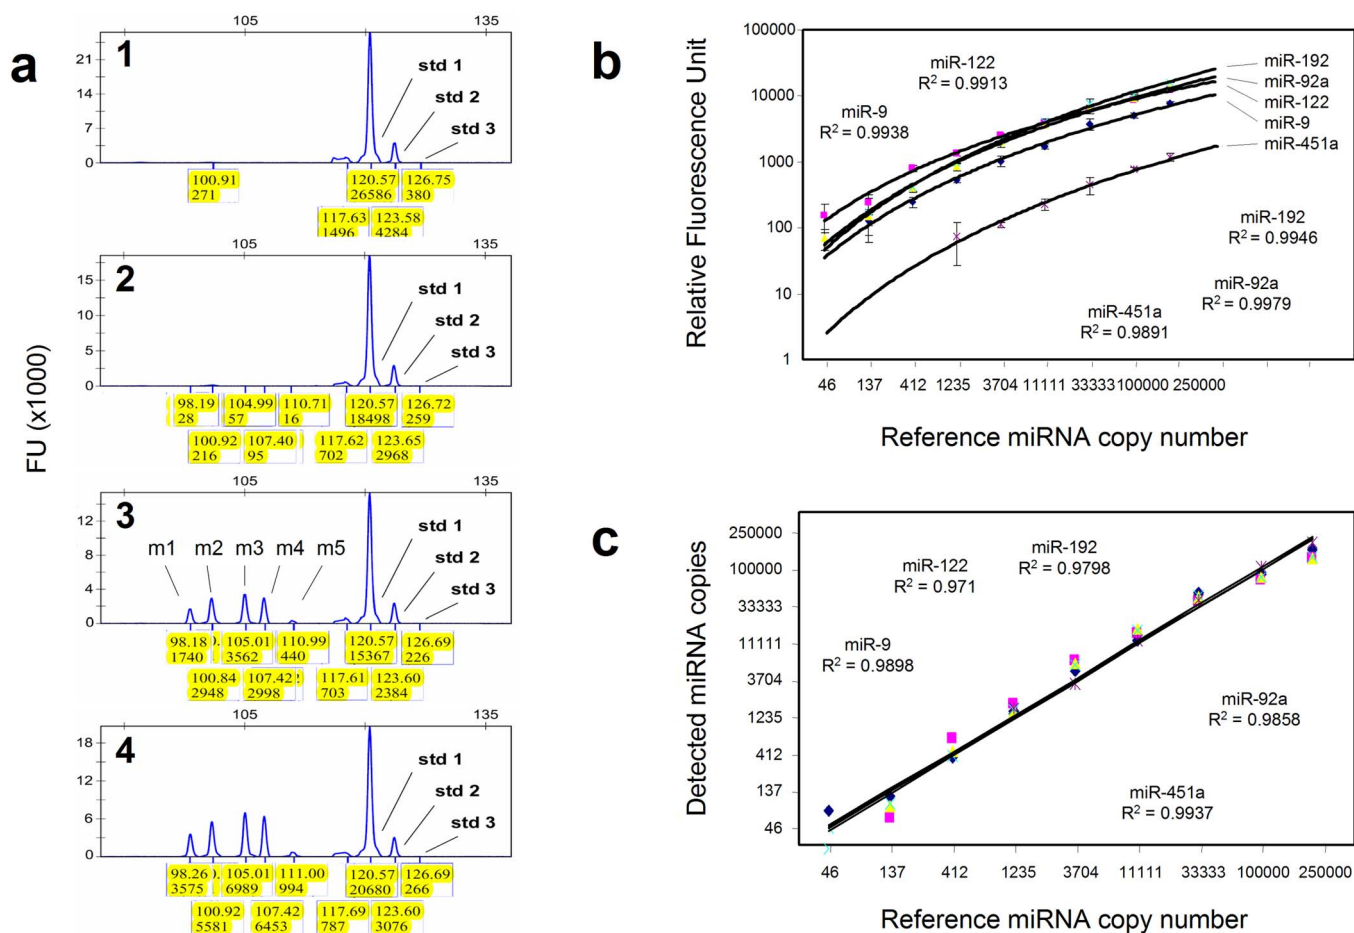 a
FU (x1000)
105
135
1
21
14
7
0
std 1
std 2
std 3
100.91
271
120.57
26586
126.75
380
117.63
1496
123.58
4284
105
135
2
15
10
5
0
std 1
std 2
std 3
98.19
28
104.99
57
110.71
16
120.57
18498
126.72
259
100.92
216
107.40
95
117.62
702
123.65
2968
105
135
3
12
8
4
0
m1
m2
m3
m4
m5
std 1
std 2
std 3
98.18
1740
105.01
3562
110.99
440
120.57
15367
126.69
226
100.84
2948
107.42
2998
117.61
703
123.60
2384
105
135
4
18
12
6
0
std 1
std 2
std 3
98.26
3575
105.01
6989
111.00
994
120.57
20680
126.69
266
100.92
5581
107.42
6453
117.69
787
123.60
3076
b
Relative Fluorescence Unit
100000
10000
1000
100
10
1
miR-122
R² = 0.9913
miR-9
R² = 0.9938
miR-192
miR-92a
miR-122
miR-9
miR-451a
miR-192
R² = 0.9946
miR-92a
R² = 0.9979
miR-451a
R² = 0.9891
46 137 412 1235 3704 11111 33333 100000 250000
Reference miRNA copy number
c
Detected miRNA copies
250000
100000
33333
11111
3704
1235
412
137
46
miR-192
R² = 0.9798
miR-122
R² = 0.971
miR-9
R² = 0.9898
miR-92a
R² = 0.9858
miR-451a
R² = 0.9937
46 137 412 1235 3704 11111 33333 100000 250000
Reference miRNA copy number